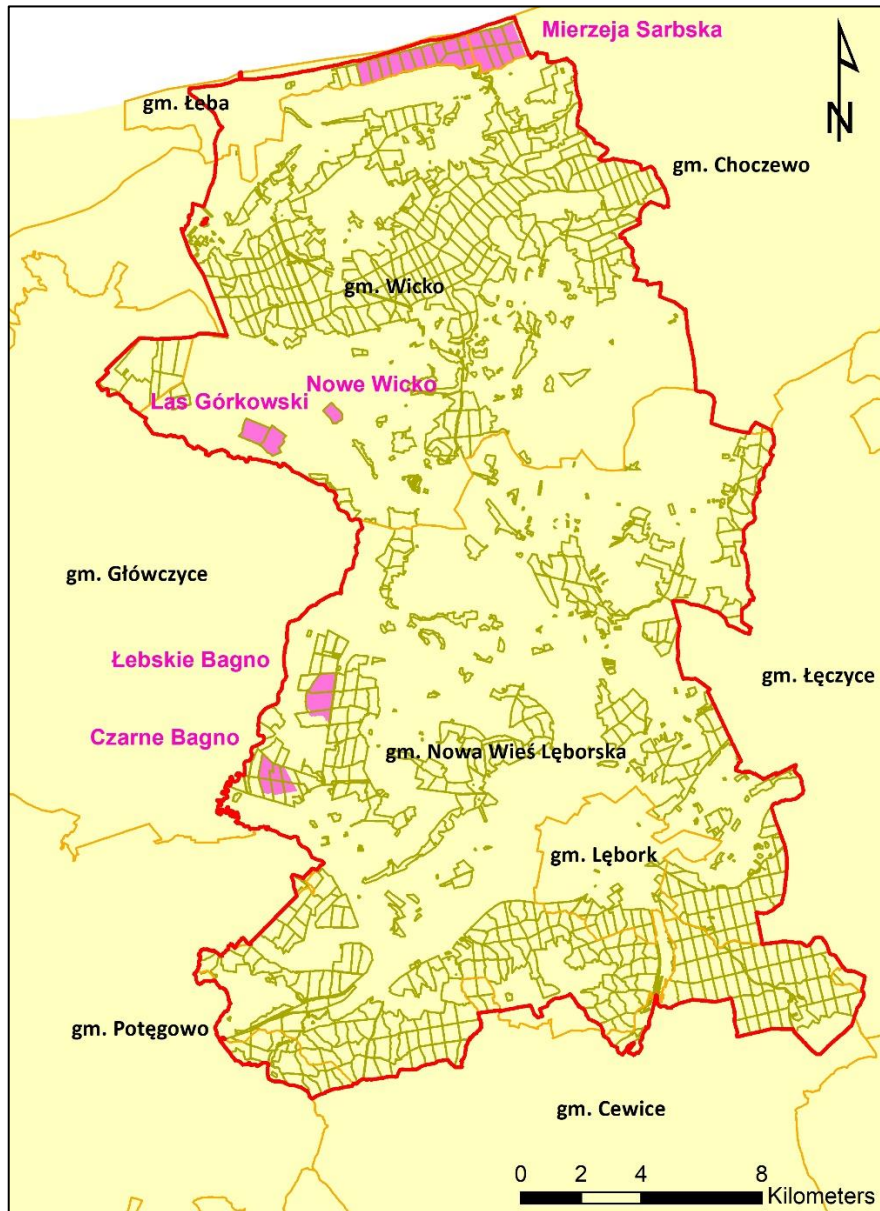 Mierzeja Sarbska
gm. Łeba
N
gm. Choczewo
gm. Wicko
Nowe Wicko
Las Górkowski
gm. Główczyce
Łebskie Bagno
gm. Łęczyce
Czarne Bagno
gm. Nowa Wieś Lęborska
gm. Lębork
gm. Potęgowo
gm. Cewice
0 2 4 8
Kilometers